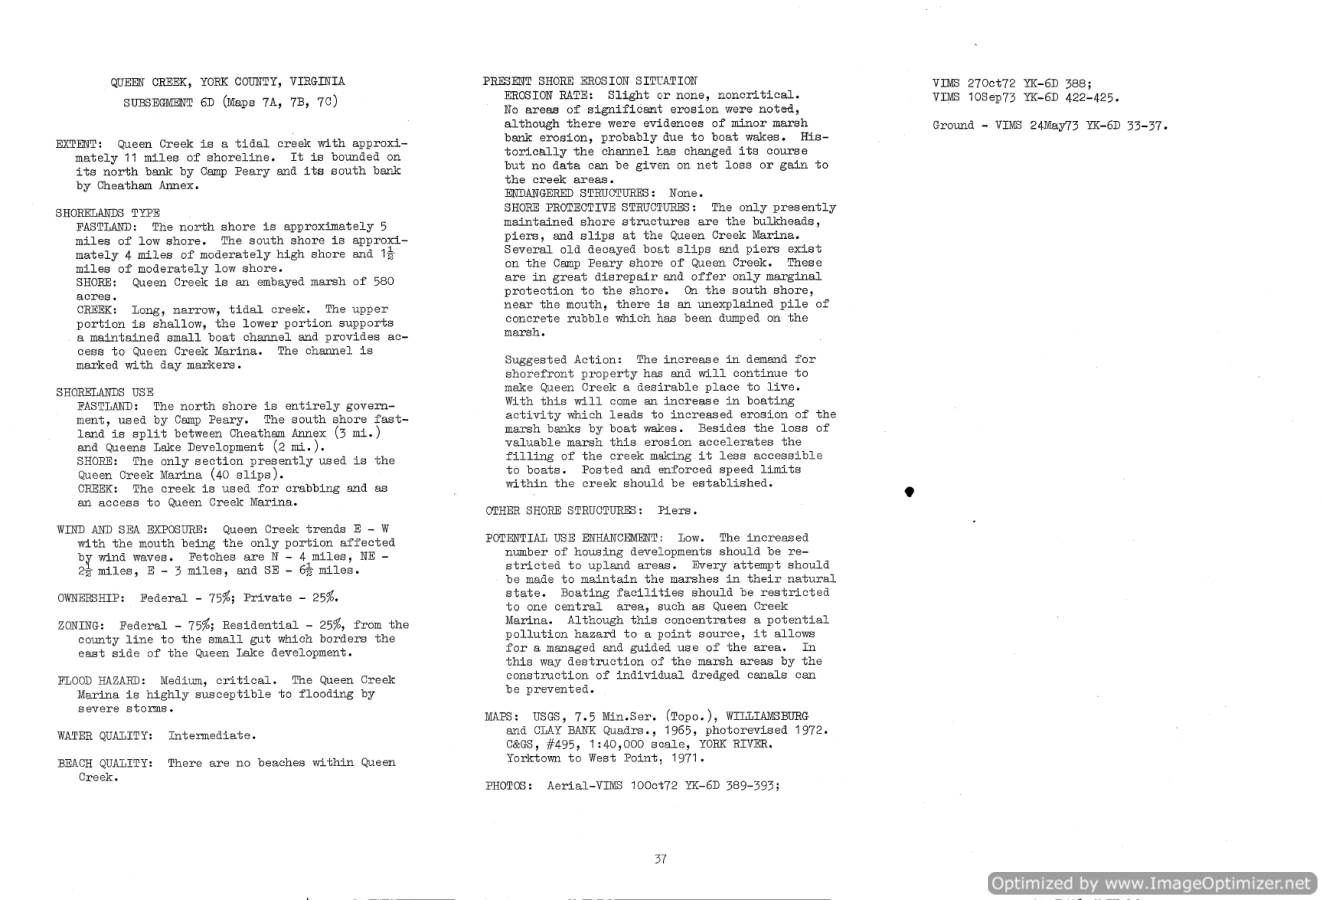 QUEEN CREEK, YORK COUNTY, VIRGINIA
SUBSEGMENT 6D (Maps 7A, 7B, 7C)
EXTENT: Queen Creek is a tidal creek with approxi-
mately 11 miles of shoreline. It is bounded on
its north bank by Camp Peary and its south bank
by Cheatham Annex.
SHORELANDS TYPE
FASTLAND: The north shore is approximately 5
miles of low shore. The south shore is approxi-
mately 4 miles of moderately high shore and 1½
miles of moderately low shore.
SHORE: Queen Creek is an embayed marsh of 580
acres.
CREEK: Long, narrow, tidal creek. The upper
portion is shallow, the lower portion supports
a maintained small boat channel and provides ac-
cess to Queen Creek Marina. The channel is
marked with day markers.
SHORELANDS USE
FASTLAND: The north shore is entirely govern-
ment, used by Camp Peary. The south shore fast-
land is split between Cheatham Annex (3 mi.)
and Queens Lake Development (2 mi.).
SHORE: The only section presently used is the
Queen Creek Marina (40 slips).
CREEK: The creek is used for crabbing and as
an access to Queen Creek Marina.
WIND AND SEA EXPOSURE: Queen Creek trends E - W
with the mouth being the only portion affected
by wind waves. Fetches are N - 4 miles, NE -
2½ miles, E - 3 miles, and SE - 6½ miles.
OWNERSHIP: Federal - 75%; Private - 25%.
ZONING: Federal - 75%; Residential - 25%, from the
county line to the small gut which borders the
east side of the Queen Lake development.
FLOOD HAZARD: Medium, critical. The Queen Creek
Marina is highly susceptible to flooding by
severe storms.
WATER QUALITY: Intermediate.
BEACH QUALITY: There are no beaches within Queen
Creek.
PRESENT SHORE EROSION SITUATION
EROSION RATE: Slight or none, noncritical.
No areas of significant erosion were noted,
although there were evidences of minor marsh
bank erosion, probably due to boat wakes. His-
torically the channel has changed its course
but no data can be given on net loss or gain to
the creek areas.
ENDANGERED STRUCTURES: None.
SHORE PROTECTIVE STRUCTURES: The only presently
maintained shore structures are the bulkheads,
piers, and slips at the Queen Creek Marina.
Several old decayed boat slips and piers exist
on the Camp Peary shore of Queen Creek. These
are in great disrepair and offer only marginal
protection to the shore. On the south shore,
near the mouth, there is an unexplained pile of
concrete rubble which has been dumped on the
marsh.
Suggested Action: The increase in demand for
shorefront property has and will continue to
make Queen Creek a desirable place to live.
With this will come an increase in boating
activity which leads to increased erosion of the
marsh banks by boat wakes. Besides the loss of
valuable marsh this erosion accelerates the
filling of the creek making it less accessible
to boats. Posted and enforced speed limits
within the creek should be established.
OTHER SHORE STRUCTURES: Piers.
POTENTIAL USE ENHANCEMENT: Low. The increased
number of housing developments should be re-
stricted to upland areas. Every attempt should
be made to maintain the marshes in their natural
state. Boating facilities should be restricted
to one central area, such as Queen Creek
Marina. Although this concentrates a potential
pollution hazard to a point source, it allows
for a managed and guided use of the area. In
this way destruction of the marsh areas by the
construction of individual dredged canals can
be prevented.
MAPS: USGS, 7.5 Min.Ser. (Topo.), WILLIAMSBURG
and CLAY BANK Quadrs., 1965, photorevised 1972.
C&GS, #495, 1:40,000 scale, YORK RIVER.
Yorktown to West Point, 1971.
PHOTOS: Aerial-VIMS 10Oct72 YK-6D 389-393;
VIMS 27Oct72 YK-6D 388;
VIMS 10Sep73 YK-6D 422-425.
Ground - VIMS 24May73 YK-6D 33-37.
37
Optimized by www.ImageOptimizer.net